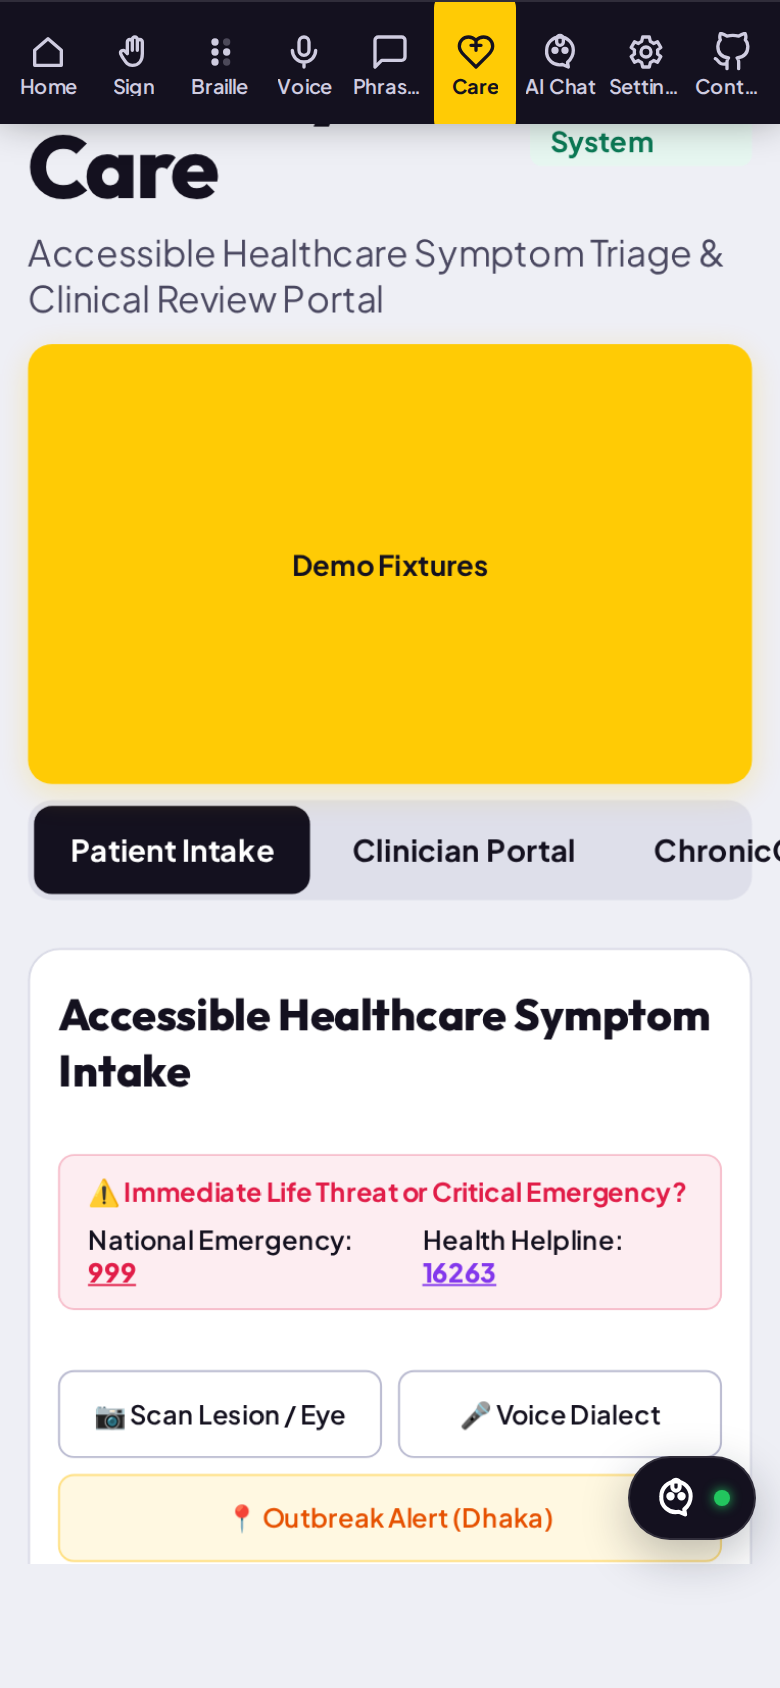 Home Sign Braille Voice Phras... Care AI Chat Settin... Cont...
System
Care
Accessible Healthcare Symptom Triage &
Clinical Review Portal
Demo Fixtures
Patient Intake Clinician Portal Chronic
Accessible Healthcare Symptom
Intake
⚠️ Immediate Life Threat or Critical Emergency?
National Emergency: Health Helpline:
999 16263
📷 Scan Lesion / Eye 🎤 Voice Dialect
📍 Outbreak Alert (Dhaka)